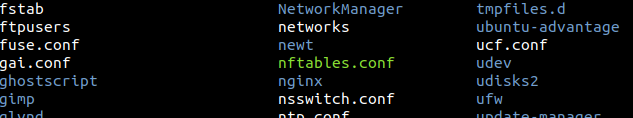 fstab NetworkManager tmpfiles.d
ftpusers networks ubuntu-advantage
fuse.conf newt ucf.conf
gai.conf nftables.conf udev
ghostscript nginx udisks2
gimp nsswitch.conf ufw
glvnd ntp.conf update-manager